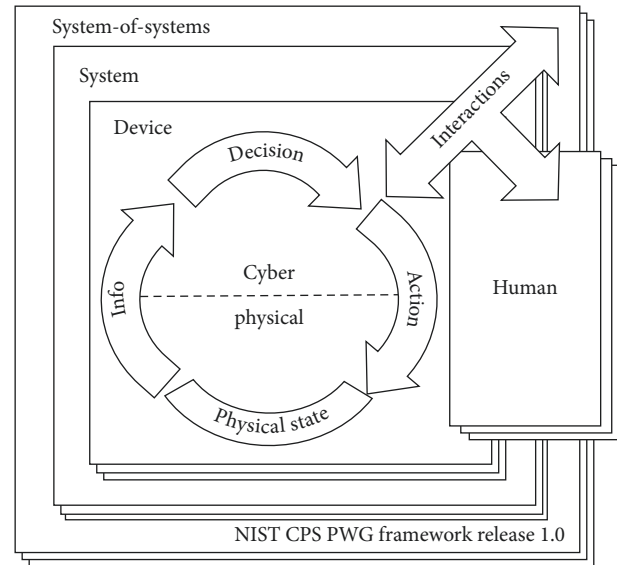 System-of-systems
System
Device
Interactions
Decision
Info
Cyber
physical
Action
Human
Physical state
NIST CPS PWG framework release 1.0